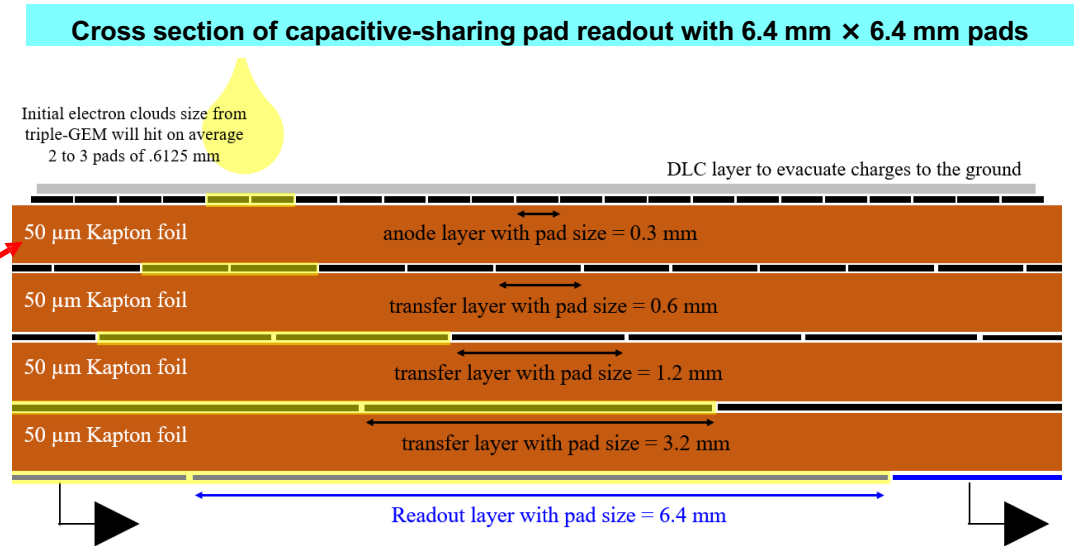 Cross section of capacitive-sharing pad readout with 6.4 mm × 6.4 mm pads
Initial electron clouds size from
triple-GEM will hit on average
2 to 3 pads of .6125 mm
DLC layer to evacuate charges to the ground
50 µm Kapton foil
anode layer with pad size = 0.3 mm
50 µm Kapton foil
transfer layer with pad size = 0.6 mm
50 µm Kapton foil
transfer layer with pad size = 1.2 mm
50 µm Kapton foil
transfer layer with pad size = 3.2 mm
Readout layer with pad size = 6.4 mm